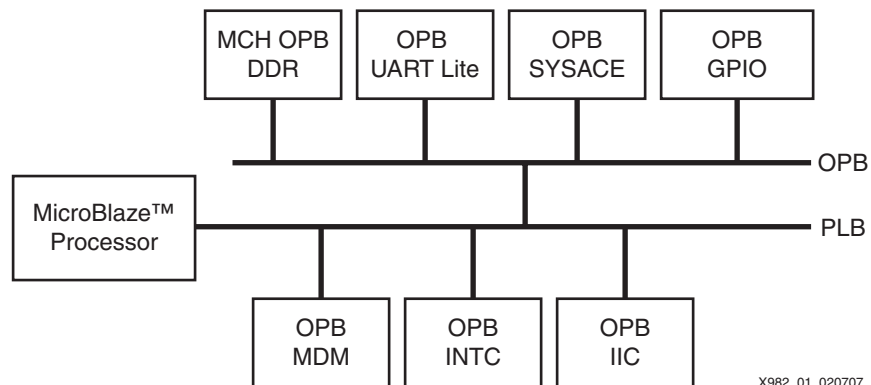 MCH OPB
DDR
OPB
UART Lite
OPB
SYSACE
OPB
GPIO
OPB
MicroBlaze™
Processor
PLB
OPB
MDM
OPB
INTC
OPB
IIC
X982_01_020707